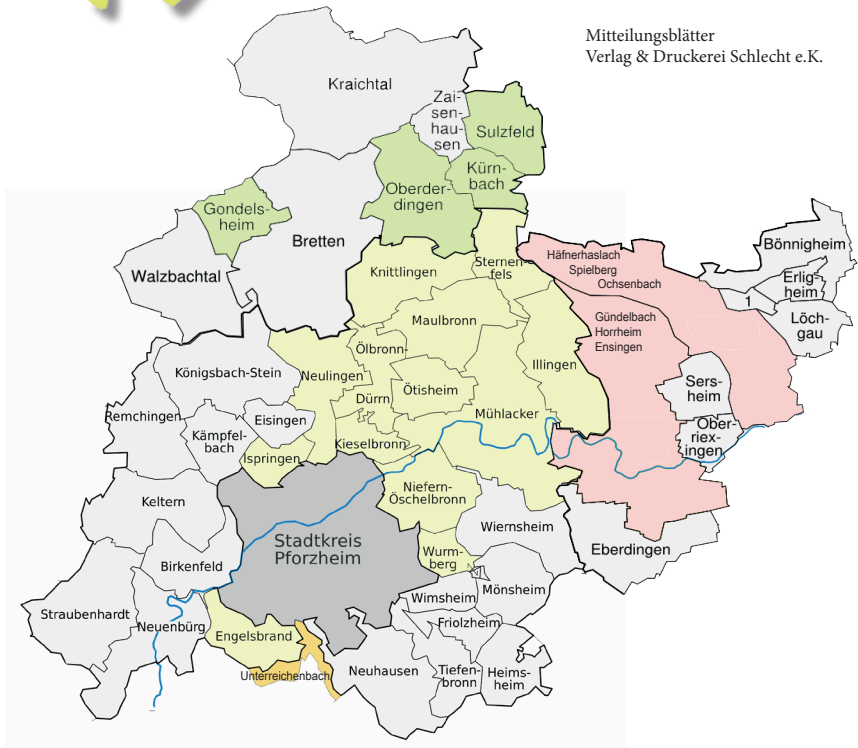 Mitteilungsblätter
Verlag & Druckerei Schlecht e.K.
Kraichtal
Zai-
sen-
hau-
sen
Sulzfeld
Kürn-
bach
Oberder-
dingen
Gondels-
heim
Bretten
Walzbachtal
Knittlingen
Sternen-
fels
Häfnerhaslach
Spielberg
Ochsenbach
Bönnigheim
Erlig-
heim
1
Löch-
gau
Maulbronn
Gündelbach
Horrheim
Ensingen
Ölbronn
Illingen
Königsbach-Stein
Neulingen
Ötisheim
Sers-
heim
Dürrn
Remchingen
Eisingen
Mühlacker
Kämpfel-
bach
Kieselbronn
Ober-
riex-
ingen
Ispringen
Niefern-
Öschelbronn
Keltern
Wiernsheim
Stadtkreis
Pforzheim
Eberdingen
Wurm-
berg
Birkenfeld
Mönsheim
Wimsheim
Straubenhardt
Neuenbürg
Friolzheim
Engelsbrand
Unterreichenbach
Neuhausen
Tiefen-
bronn
Heims-
heim